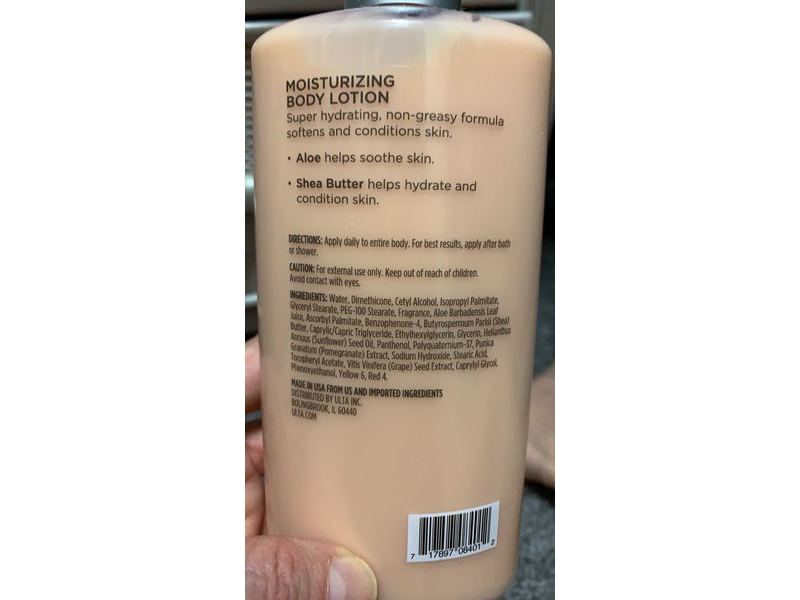 MOISTURIZING
BODY LOTION
Super hydrating, non-greasy formula
softens and conditions skin.
• Aloe helps soothe skin.
• Shea Butter helps hydrate and
condition skin.
DIRECTIONS: Apply daily to entire body. For best results, apply after bath
or shower.
CAUTION: For external use only. Keep out of reach of children.
Avoid contact with eyes.
INGREDIENTS: Water, Dimethicone, Cetyl Alcohol, Isopropyl Palmitate,
Glyceryl Stearate, PEG-100 Stearate, Fragrance, Aloe Barbadensis Leaf
Juice, Ascorbyl Palmitate, Benzophenone-4, Butyrospermum Parkii (Shea)
Butter, Caprylic/Capric Triglyceride, Ethylhexylglycerin, Glycerin, Helianthus
Annuus (Sunflower) Seed Oil, Panthenol, Polyquaternium-37, Punica
Granatum (Pomegranate) Extract, Sodium Hydroxide, Stearic Acid,
Tocopheryl Acetate, Vitis Vinifera (Grape) Seed Extract, Caprylyl Glycol,
Phenoxyethanol, Yellow 6, Red 4.
MADE IN USA FROM US AND IMPORTED INGREDIENTS
DISTRIBUTED BY ULTA INC.
BOLINGBROOK, IL 60440
ULTA.COM
7 17897 08401 2